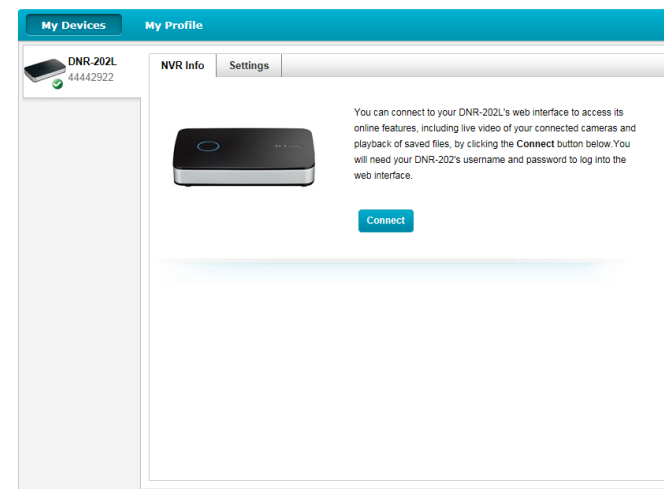 My Devices
My Profile
DNR-202L
44442922
NVR Info
Settings
You can connect to your DNR-202L's web interface to access its
online features, including live video of your connected cameras and
playback of saved files, by clicking the Connect button below.You
will need your DNR-202's username and password to log into the
web interface.
Connect